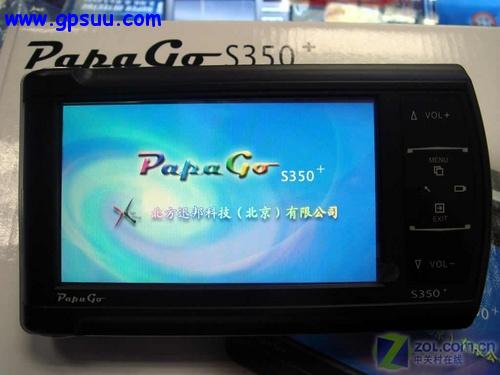 www.gpsuu.com
PapaGo S350+
VOL+
MENU
PapaGo S350+
EXIT
北方迅邦科技（北京）有限公司
VOL-
PapaGo
S350+
Z zol.com.cn
中关村在线